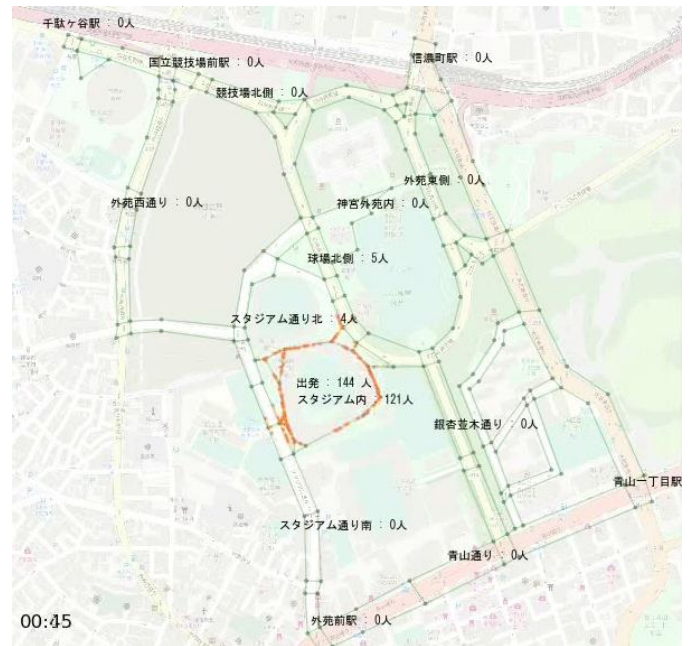 千駄ヶ谷駅 : 0人
国立競技場前駅 : 0人
信濃町駅 : 0人
競技場北側 : 0人
外苑東側 : 0人
外苑西通り : 0人
神宮外苑内 : 0人
球場北側 : 5人
スタジアム通り北 : 4人
出発 : 144 人
スタジアム内 : 121人
銀杏並木通り : 0人
青山一丁目駅
スタジアム通り南 : 0人
青山通り : 0人
外苑前駅 : 0人
00:45